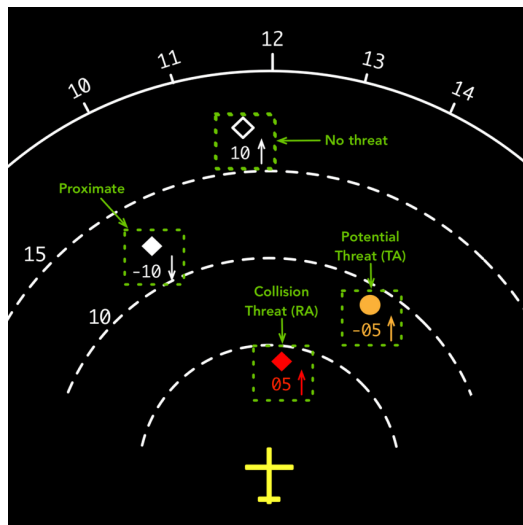 12
11
13
10
14
10 ↑
No threat
Proximate
15
-10 ↓
Potential
Threat (TA)
10
Collision
Threat (RA)
-05 ↑
05 ↑